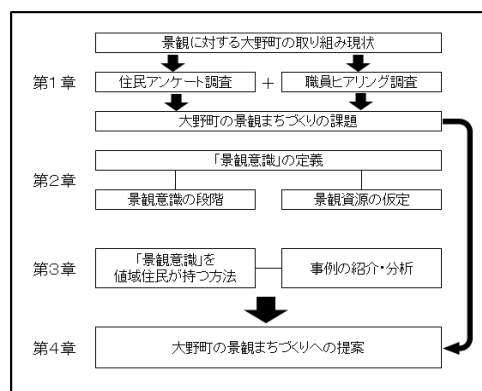 景観に対する大野町の取り組み現状
第1章
住民アンケート調査
＋
職員ヒアリング調査
大野町の景観まちづくりの課題
「景観意識」の定義
第2章
景観意識の段階
景観資源の仮定
第3章
「景観意識」を
値域住民が持つ方法
事例の紹介・分析
第4章
大野町の景観まちづくりへの提案